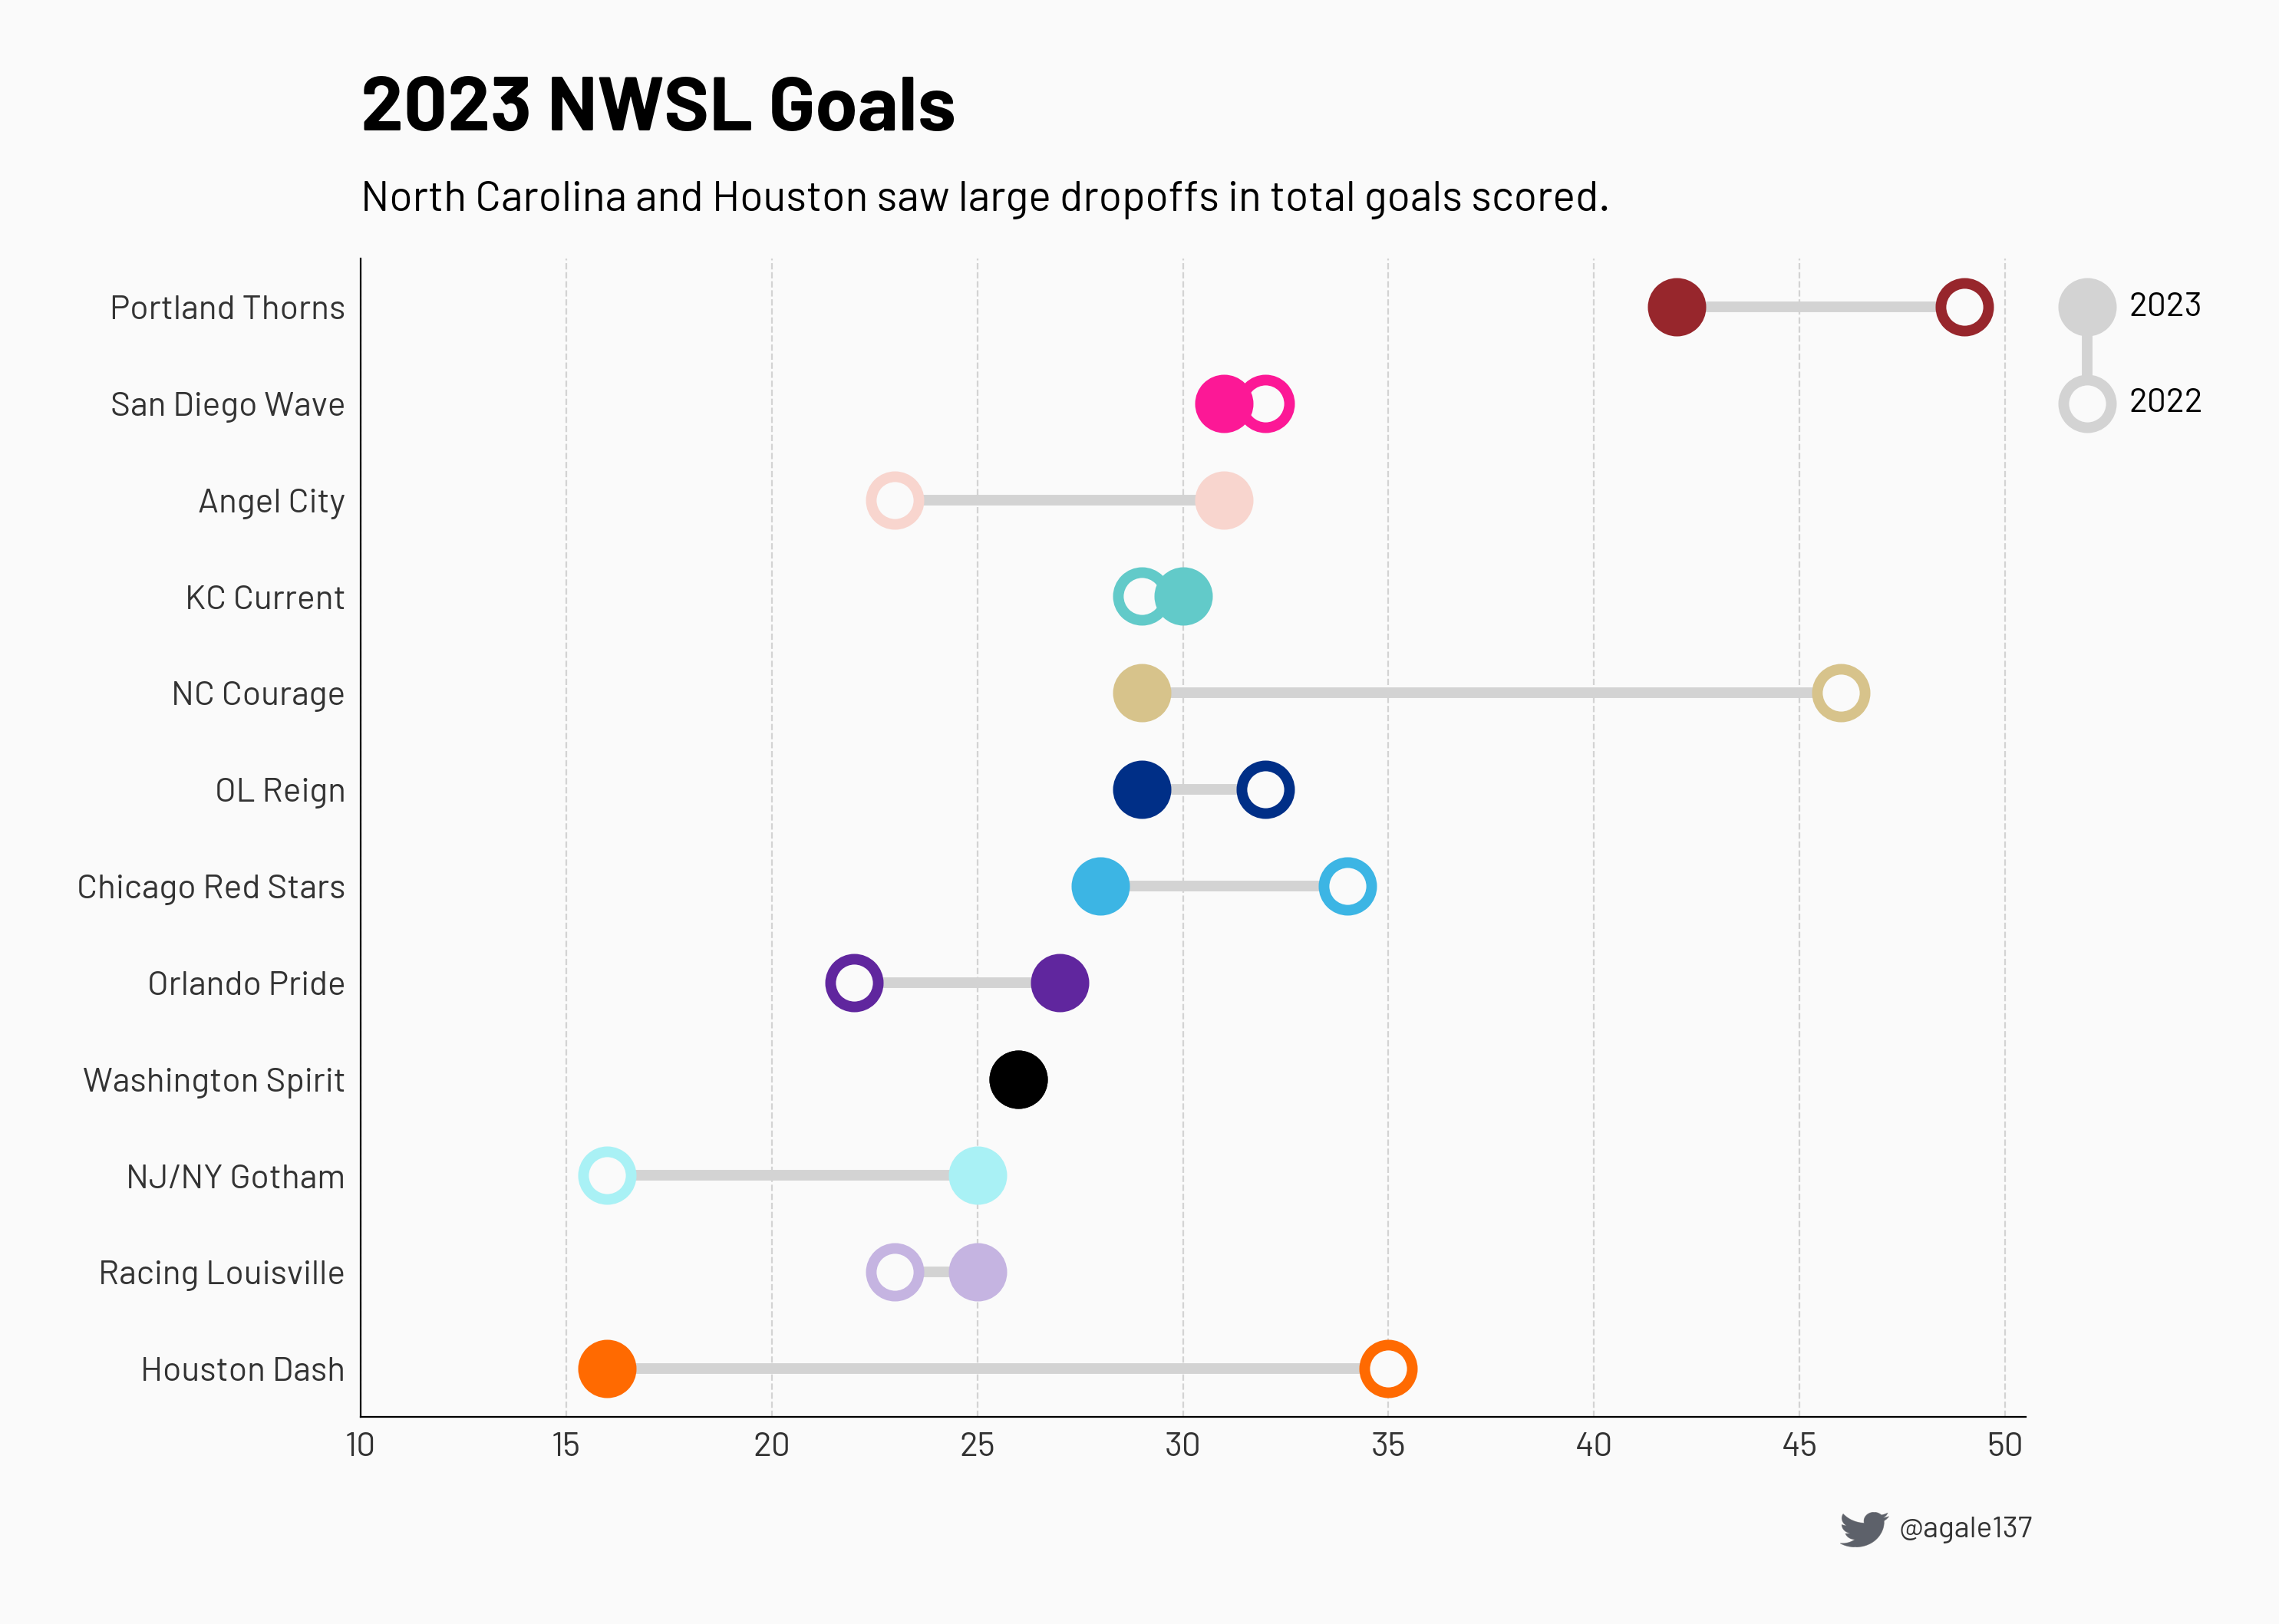 2023 NWSL Goals
North Carolina and Houston saw large dropoffs in total goals scored.
Portland Thorns
2023
San Diego Wave
2022
Angel City
KC Current
NC Courage
OL Reign
Chicago Red Stars
Orlando Pride
Washington Spirit
NJ/NY Gotham
Racing Louisville
Houston Dash
10 15 20 25 30 35 40 45 50
@agale137